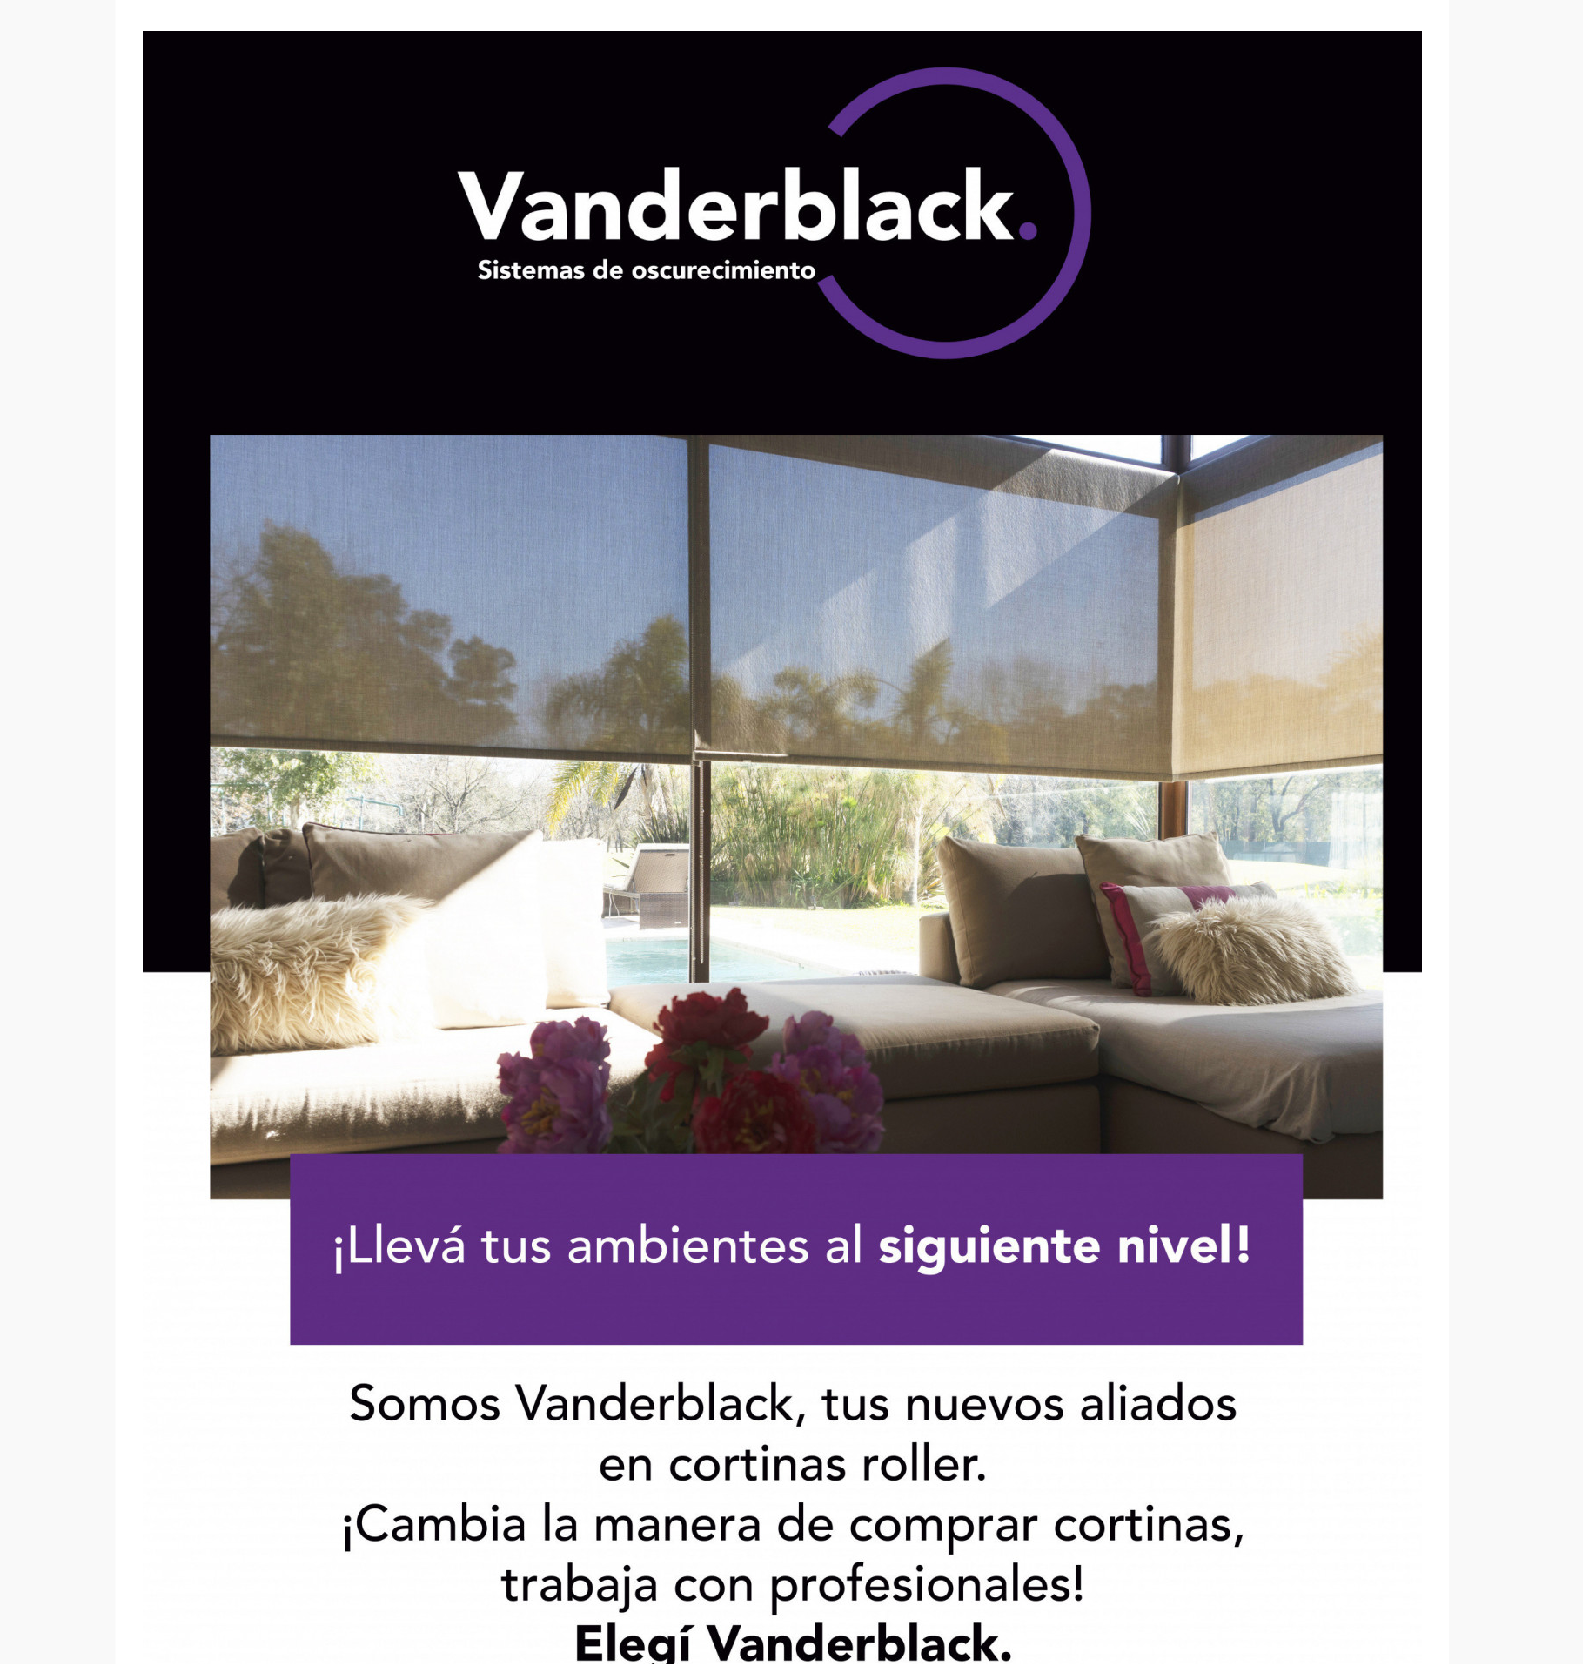 Vanderblack.
Sistemas de oscurecimiento
¡Llevá tus ambientes al siguiente nivel!
Somos Vanderblack, tus nuevos aliados
en cortinas roller.
¡Cambia la manera de comprar cortinas,
trabaja con profesionales!
Elegí Vanderblack.